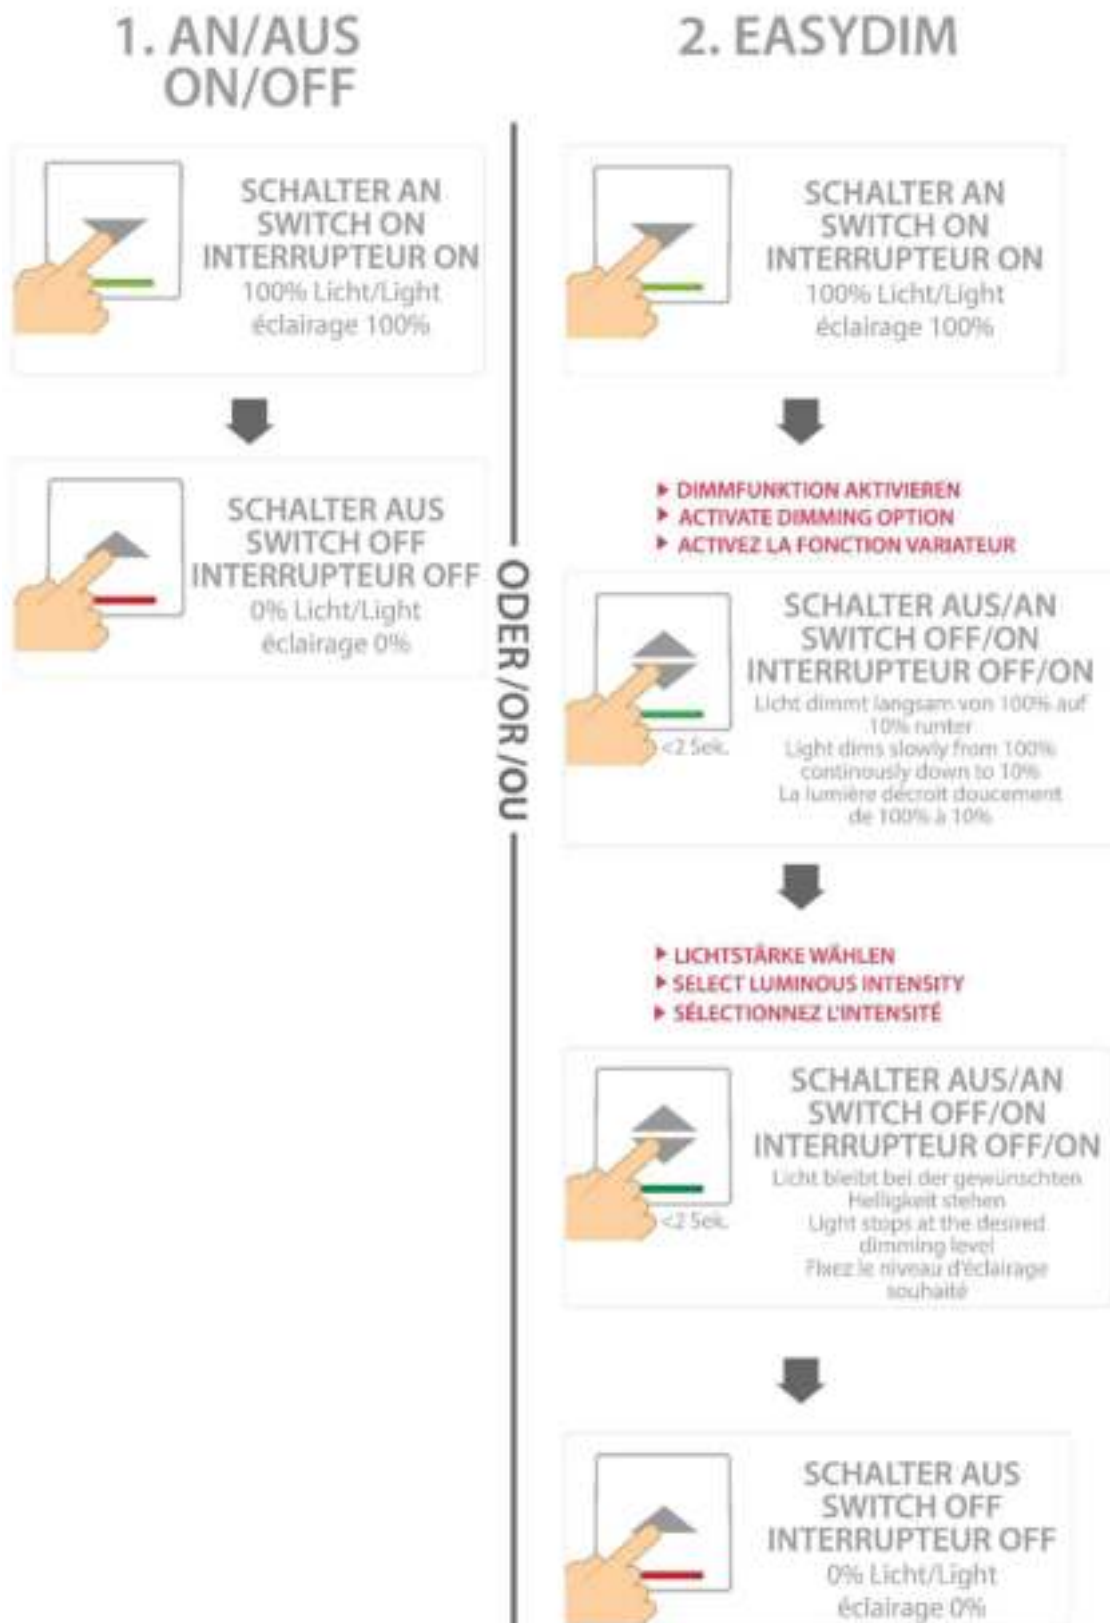 1. AN/AUS
ON/OFF
SCHALTER AN
SWITCH ON
INTERRUPTEUR ON
100% Licht/Light
éclairage 100%
SCHALTER AUS
SWITCH OFF
INTERRUPTEUR OFF
0% Licht/Light
éclairage 0%
ODER /OR /OU
2. EASYDIM
SCHALTER AN
SWITCH ON
INTERRUPTEUR ON
100% Licht/Light
éclairage 100%
DIMMFUNKTION AKTIVIEREN
ACTIVATE DIMMING OPTION
ACTIVEZ LA FONCTION VARIATEUR
<2 Sek.
SCHALTER AUS/AN
SWITCH OFF/ON
INTERRUPTEUR OFF/ON
Licht dimmt langsam von 100% auf
10% runter
Light dims slowly from 100%
continously down to 10%
La lumière décroit doucement
de 100% à 10%
LICHTSTÄRKE WÄHLEN
SELECT LUMINOUS INTENSITY
SÉLECTIONNEZ L'INTENSITÉ
<2 Sek.
SCHALTER AUS/AN
SWITCH OFF/ON
INTERRUPTEUR OFF/ON
Licht bleibt bei der gewünschten
Helligkeit stehen
Light stops at the desired
dimming level
Fixez le niveau d'éclairage
souhaité
SCHALTER AUS
SWITCH OFF
INTERRUPTEUR OFF
0% Licht/Light
éclairage 0%